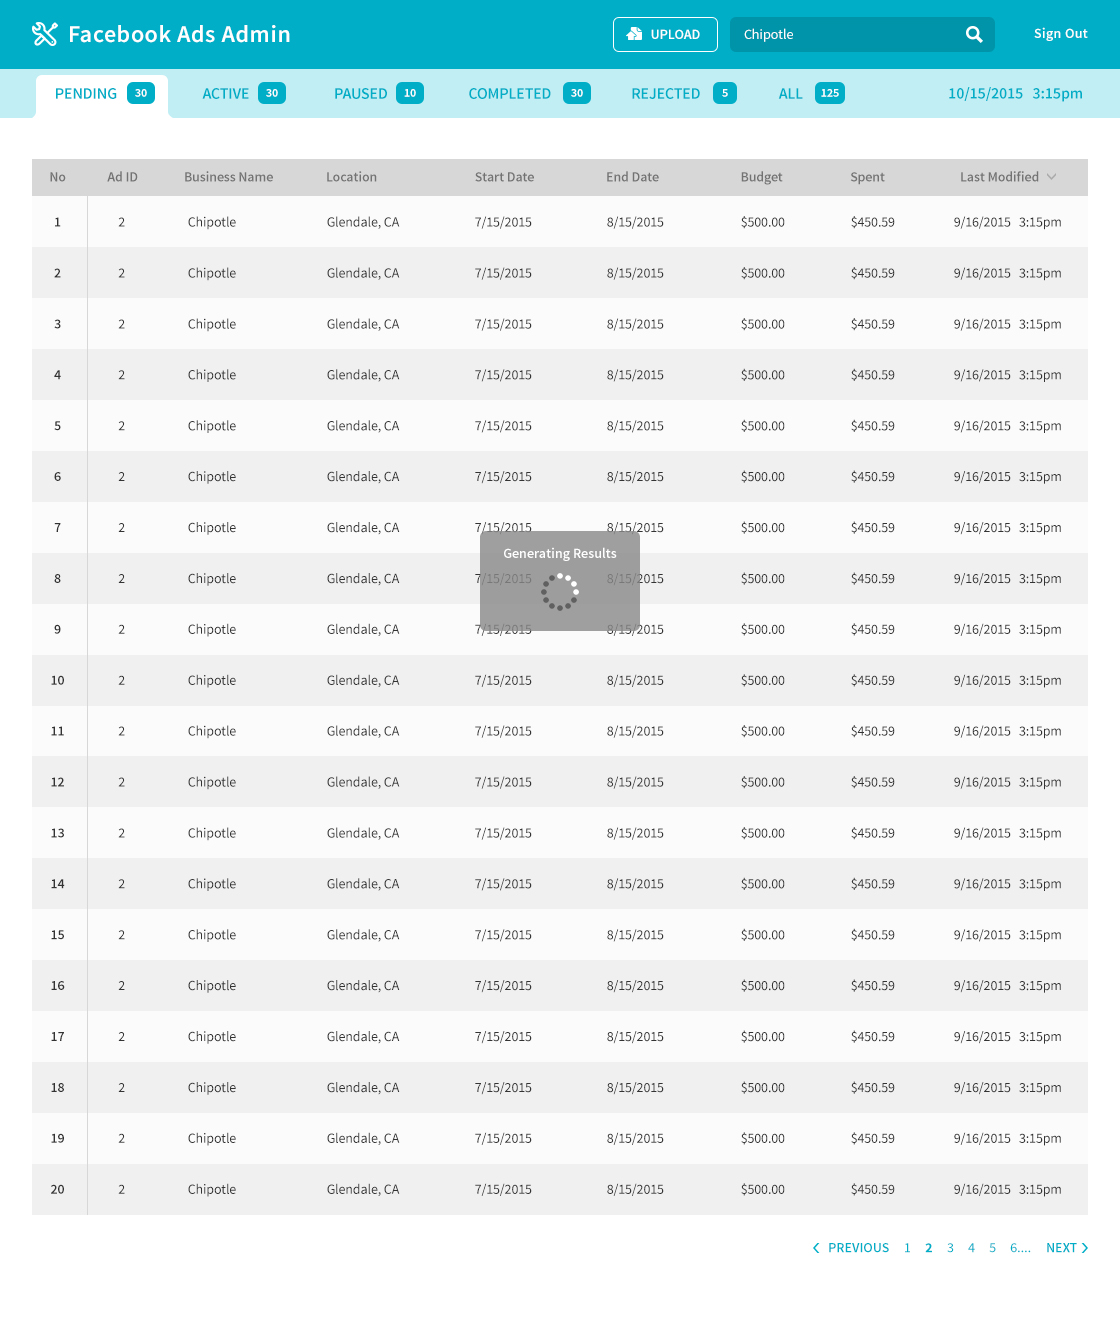 Facebook Ads Admin UPLOAD Chipotle Sign Out
PENDING 30 ACTIVE 30 PAUSED 10 COMPLETED 30 REJECTED 5 ALL 125 10/15/2015 3:15pm
No Ad ID Business Name Location Start Date End Date Budget Spent Last Modified
1 2 Chipotle Glendale, CA 7/15/2015 8/15/2015 $500.00 $450.59 9/16/2015 3:15pm
2 2 Chipotle Glendale, CA 7/15/2015 8/15/2015 $500.00 $450.59 9/16/2015 3:15pm
3 2 Chipotle Glendale, CA 7/15/2015 8/15/2015 $500.00 $450.59 9/16/2015 3:15pm
4 2 Chipotle Glendale, CA 7/15/2015 8/15/2015 $500.00 $450.59 9/16/2015 3:15pm
5 2 Chipotle Glendale, CA 7/15/2015 8/15/2015 $500.00 $450.59 9/16/2015 3:15pm
6 2 Chipotle Glendale, CA 7/15/2015 8/15/2015 $500.00 $450.59 9/16/2015 3:15pm
7 2 Chipotle Glendale, CA 7/15/2015 8/15/2015 $500.00 $450.59 9/16/2015 3:15pm
Generating Results
8 2 Chipotle Glendale, CA 7/15/2015 8/15/2015 $500.00 $450.59 9/16/2015 3:15pm
9 2 Chipotle Glendale, CA 7/15/2015 8/15/2015 $500.00 $450.59 9/16/2015 3:15pm
10 2 Chipotle Glendale, CA 7/15/2015 8/15/2015 $500.00 $450.59 9/16/2015 3:15pm
11 2 Chipotle Glendale, CA 7/15/2015 8/15/2015 $500.00 $450.59 9/16/2015 3:15pm
12 2 Chipotle Glendale, CA 7/15/2015 8/15/2015 $500.00 $450.59 9/16/2015 3:15pm
13 2 Chipotle Glendale, CA 7/15/2015 8/15/2015 $500.00 $450.59 9/16/2015 3:15pm
14 2 Chipotle Glendale, CA 7/15/2015 8/15/2015 $500.00 $450.59 9/16/2015 3:15pm
15 2 Chipotle Glendale, CA 7/15/2015 8/15/2015 $500.00 $450.59 9/16/2015 3:15pm
16 2 Chipotle Glendale, CA 7/15/2015 8/15/2015 $500.00 $450.59 9/16/2015 3:15pm
17 2 Chipotle Glendale, CA 7/15/2015 8/15/2015 $500.00 $450.59 9/16/2015 3:15pm
18 2 Chipotle Glendale, CA 7/15/2015 8/15/2015 $500.00 $450.59 9/16/2015 3:15pm
19 2 Chipotle Glendale, CA 7/15/2015 8/15/2015 $500.00 $450.59 9/16/2015 3:15pm
20 2 Chipotle Glendale, CA 7/15/2015 8/15/2015 $500.00 $450.59 9/16/2015 3:15pm
PREVIOUS 1 2 3 4 5 6.... NEXT